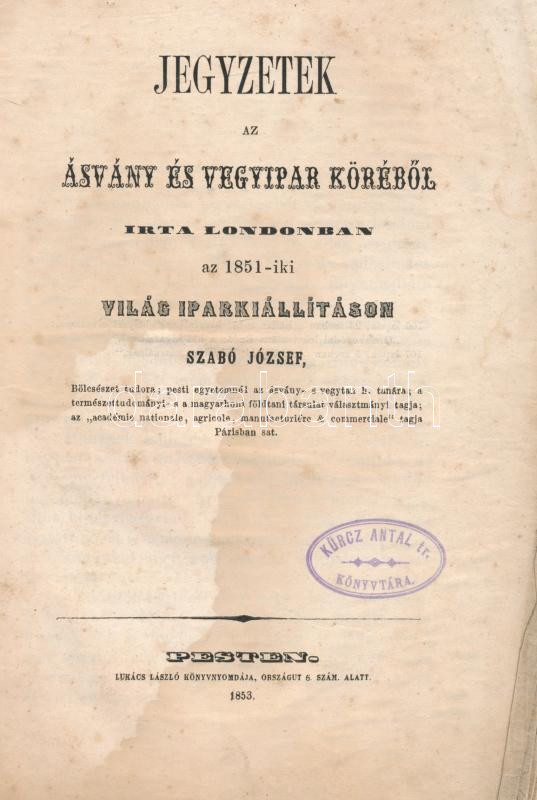 JEGYZETEK
AZ
ÁSVÁNY ÉS VEGYIPAR KÖRÉBŐL
IRTA LONDONBAN
az 1851-iki
VILÁG IPARKIÁLLÍTÁSON
SZABÓ JÓZSEF,
Bölcsészet tudora; pesti egyetemnél az ásvány- s vegytan h. tanára; a
természettudományi- s a magyarhoni földtani társulat választmányi tagja;
az „académie nationale, agricole, manufacturière & commerciale" tagja
Párisban sat.
KÜRCZ ANTAL tr.
KÖNYVTÁRA.
PESTEN.
LUKÁCS LÁSZLÓ KÖNYVNYOMDÁJA, ORSZÁGUT 6. SZÁM. ALATT.
1853.